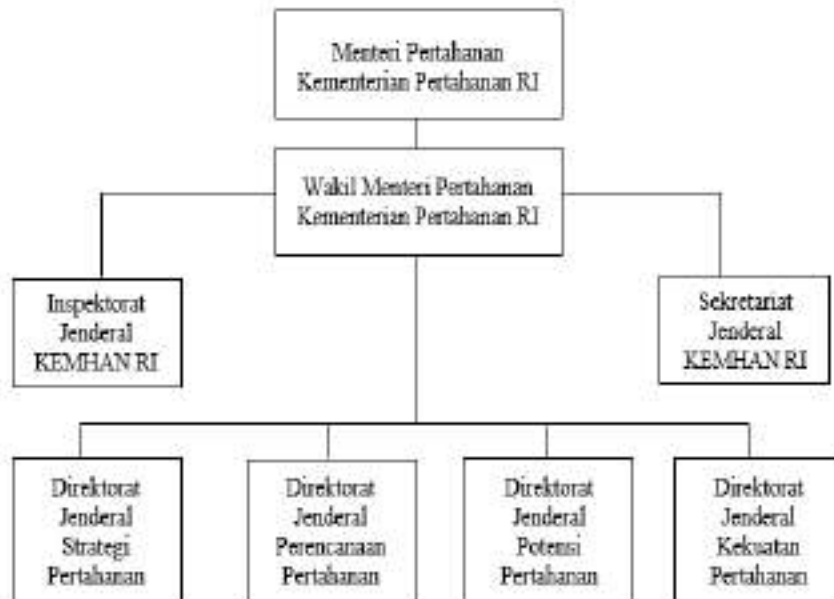 Menteri Pertahanan
Kementerian Pertahanan RI
Wakil Menteri Pertahanan
Kementerian Pertahanan RI
Inspektorat
Jenderal
KEMHAN RI
Sekretariat
Jenderal
KEMHAN RI
Direktorat
Jenderal
Strategi
Pertahanan
Direktorat
Jenderal
Perencanaan
Pertahanan
Direktorat
Jenderal
Potensi
Pertahanan
Direktorat
Jenderal
Kekuatan
Pertahanan